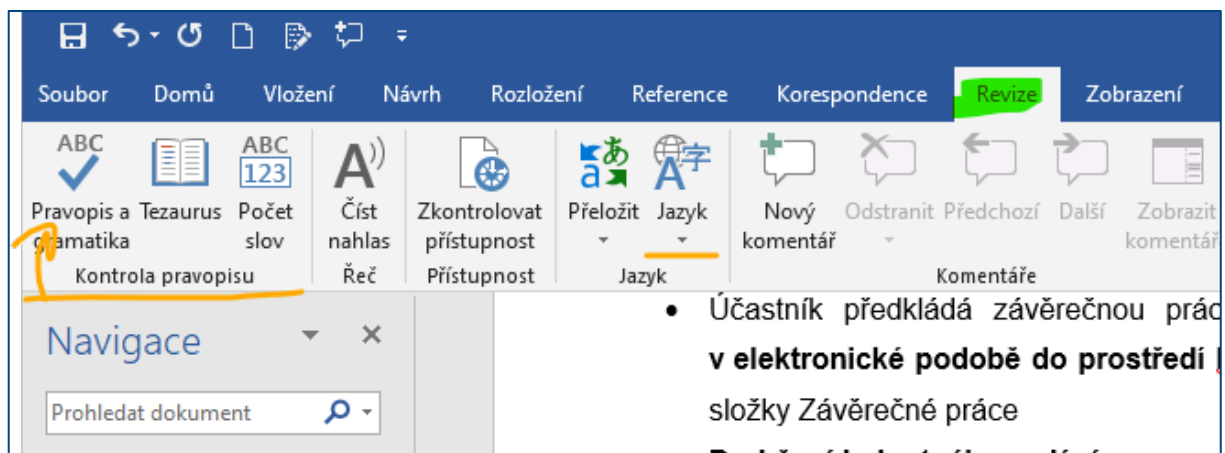 Soubor Domů Vložení Návrh Rozložení Reference Korespondence Revize Zobrazení
ABC ABC
123
Pravopis a Tezaurus Počet Číst Zkontrolovat Přeložit Jazyk Nový Odstranit Předchozí Další Zobrazit
gramatika slov nahlas přístupnost komentář komentář
Kontrola pravopisu Řeč Přístupnost Jazyk Komentáře
Navigace
Prohledat dokument
• Účastník předkládá závěrečnou prác
v elektronické podobě do prostředí
složky Závěrečné práce